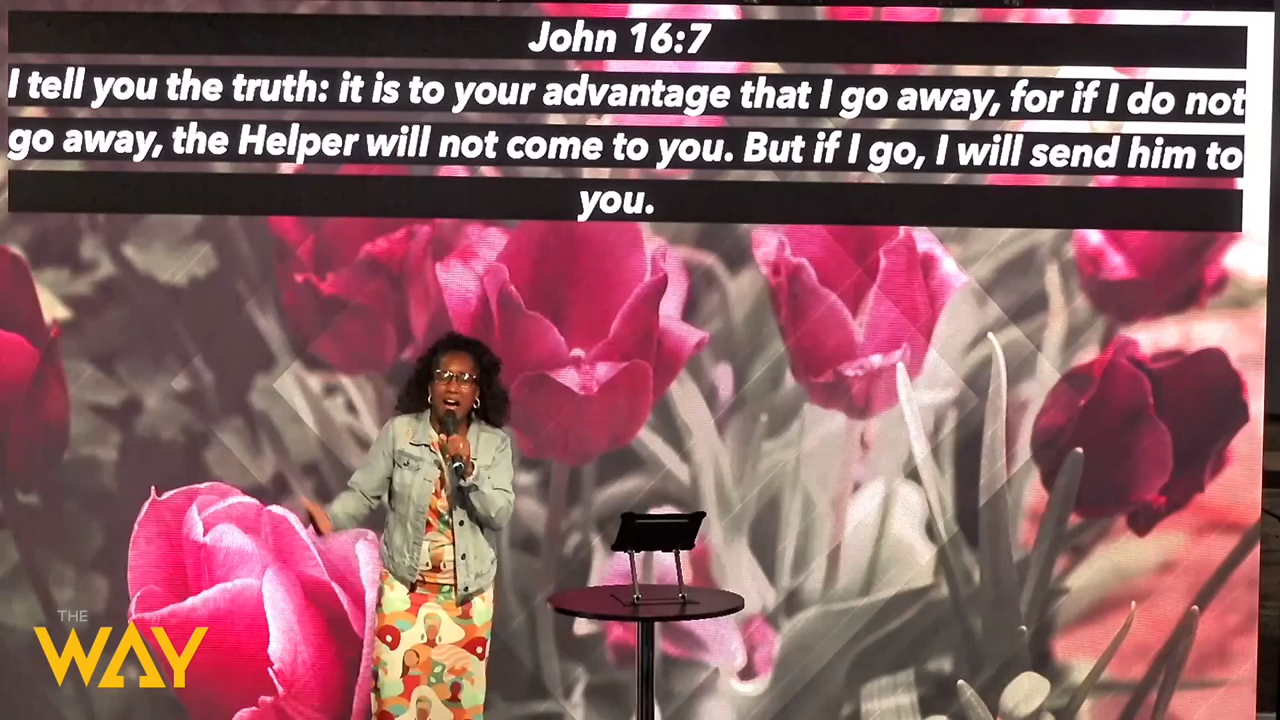 John 16:7
I tell you the truth: it is to your advantage that I go away, for if I do not
go away, the Helper will not come to you. But if I go, I will send him to
you.
THE
WAY